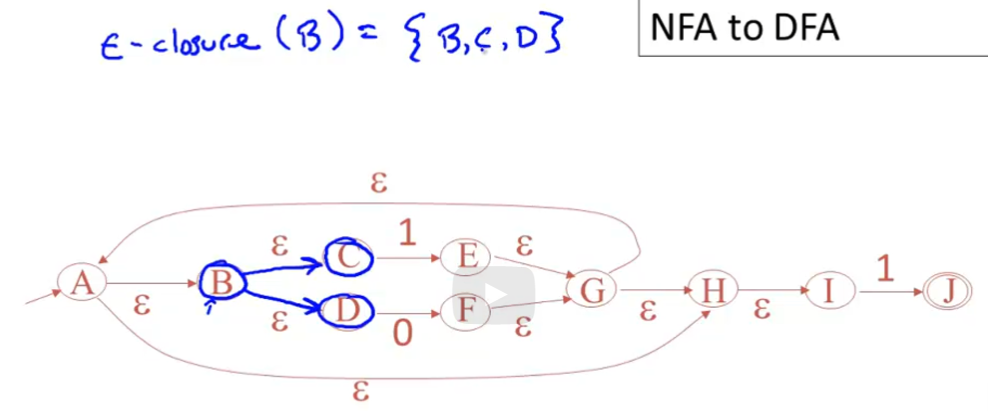 ε-closure (B) = { B, C, D }
NFA to DFA
ε
ε C 1 E ε
A ε B G ε H ε I 1 J
ε D 0 F ε
ε